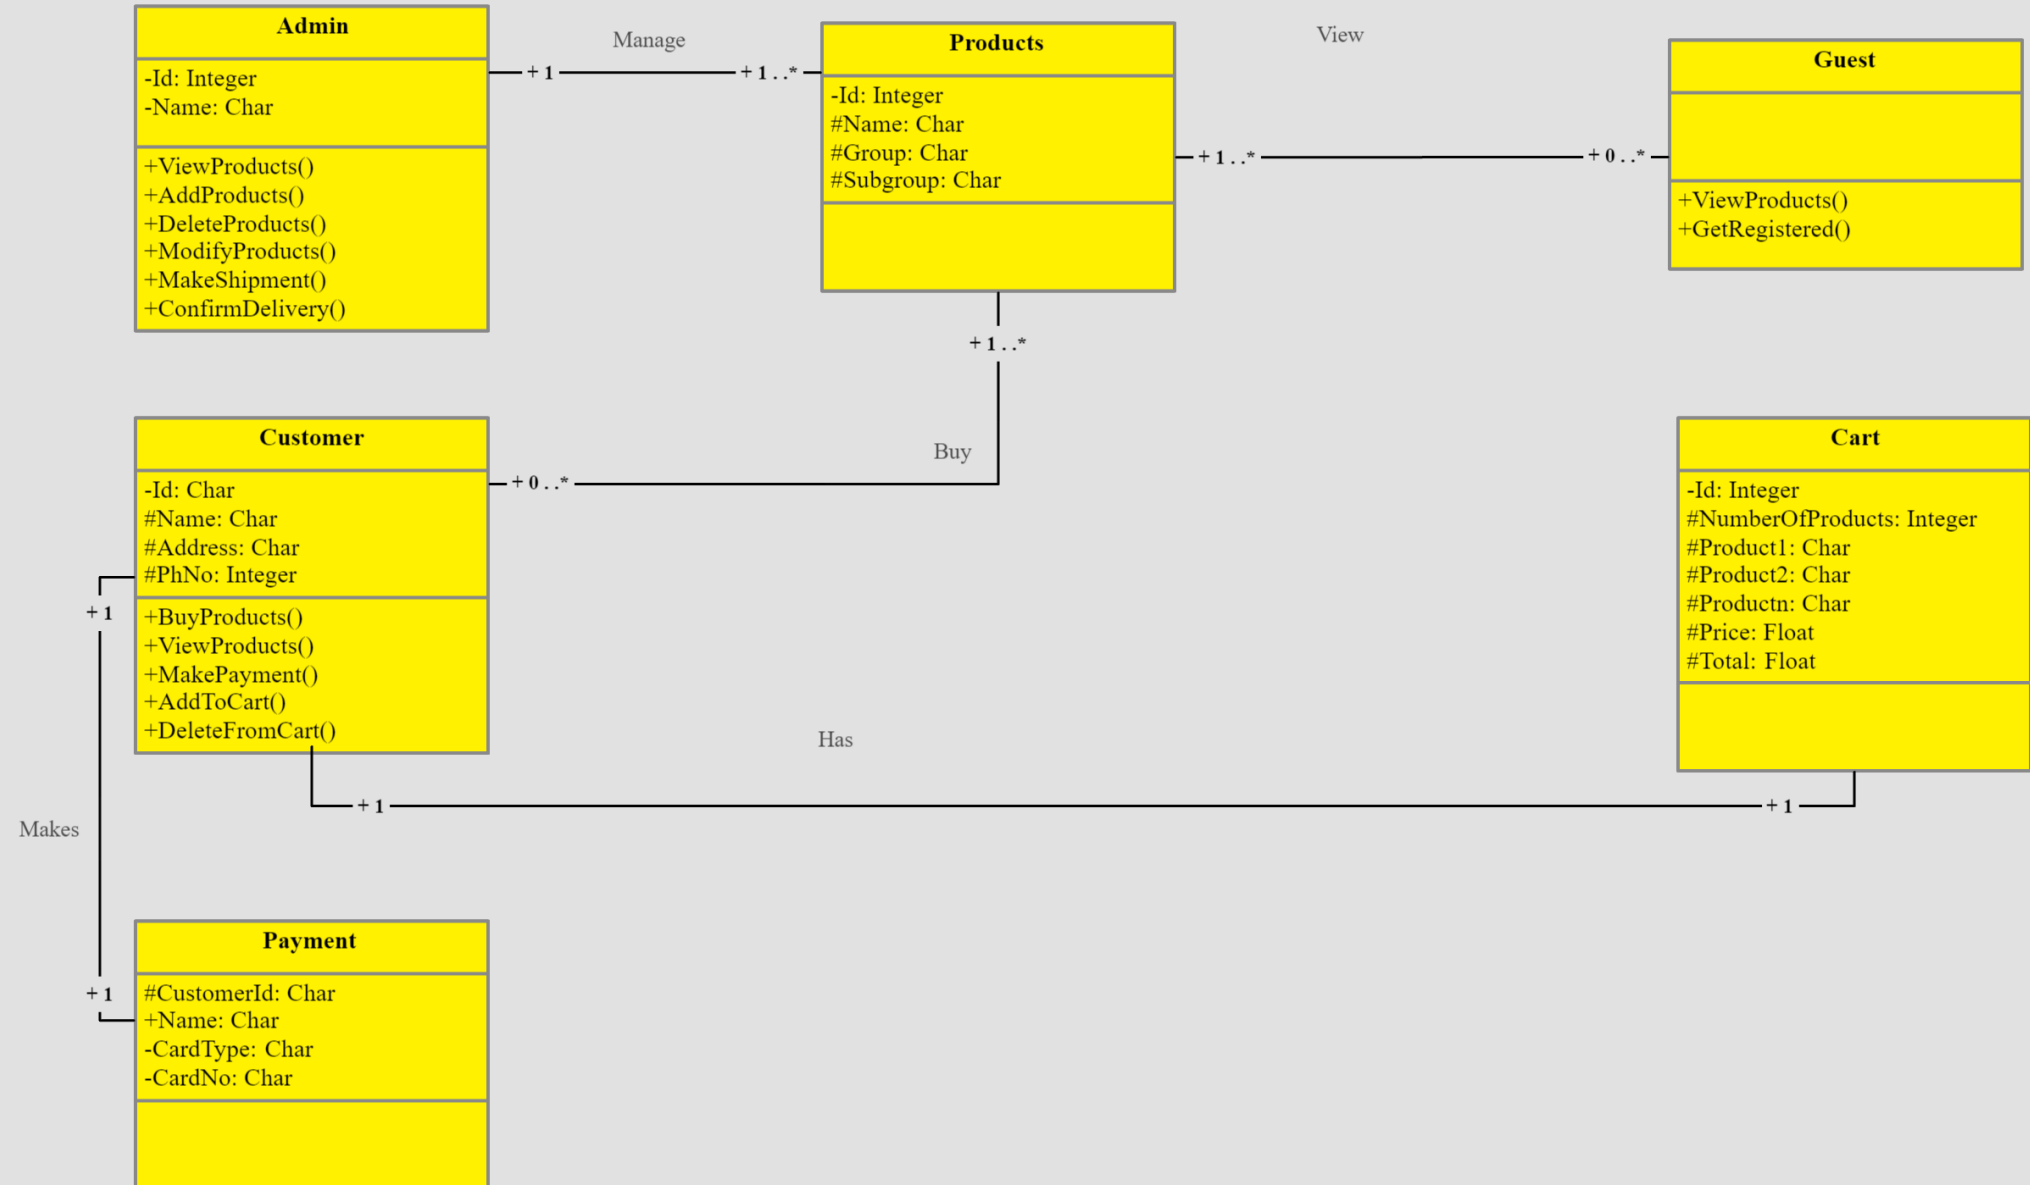 Admin
-Id: Integer
-Name: Char
+ViewProducts()
+AddProducts()
+DeleteProducts()
+ModifyProducts()
+MakeShipment()
+ConfirmDelivery()
Manage
+ 1
+ 1 . .*
Products
-Id: Integer
#Name: Char
#Group: Char
#Subgroup: Char
View
+ 1 . .*
+ 0 . .*
Guest
+ViewProducts()
+GetRegistered()
+ 1 . .*
Buy
+ 0 . .*
Customer
-Id: Char
#Name: Char
#Address: Char
#PhNo: Integer
+BuyProducts()
+ViewProducts()
+MakePayment()
+AddToCart()
+DeleteFromCart()
Cart
-Id: Integer
#NumberOfProducts: Integer
#Product1: Char
#Product2: Char
#Productn: Char
#Price: Float
#Total: Float
Has
+ 1
+ 1
+ 1
Makes
+ 1
Payment
#CustomerId: Char
+Name: Char
-CardType: Char
-CardNo: Char